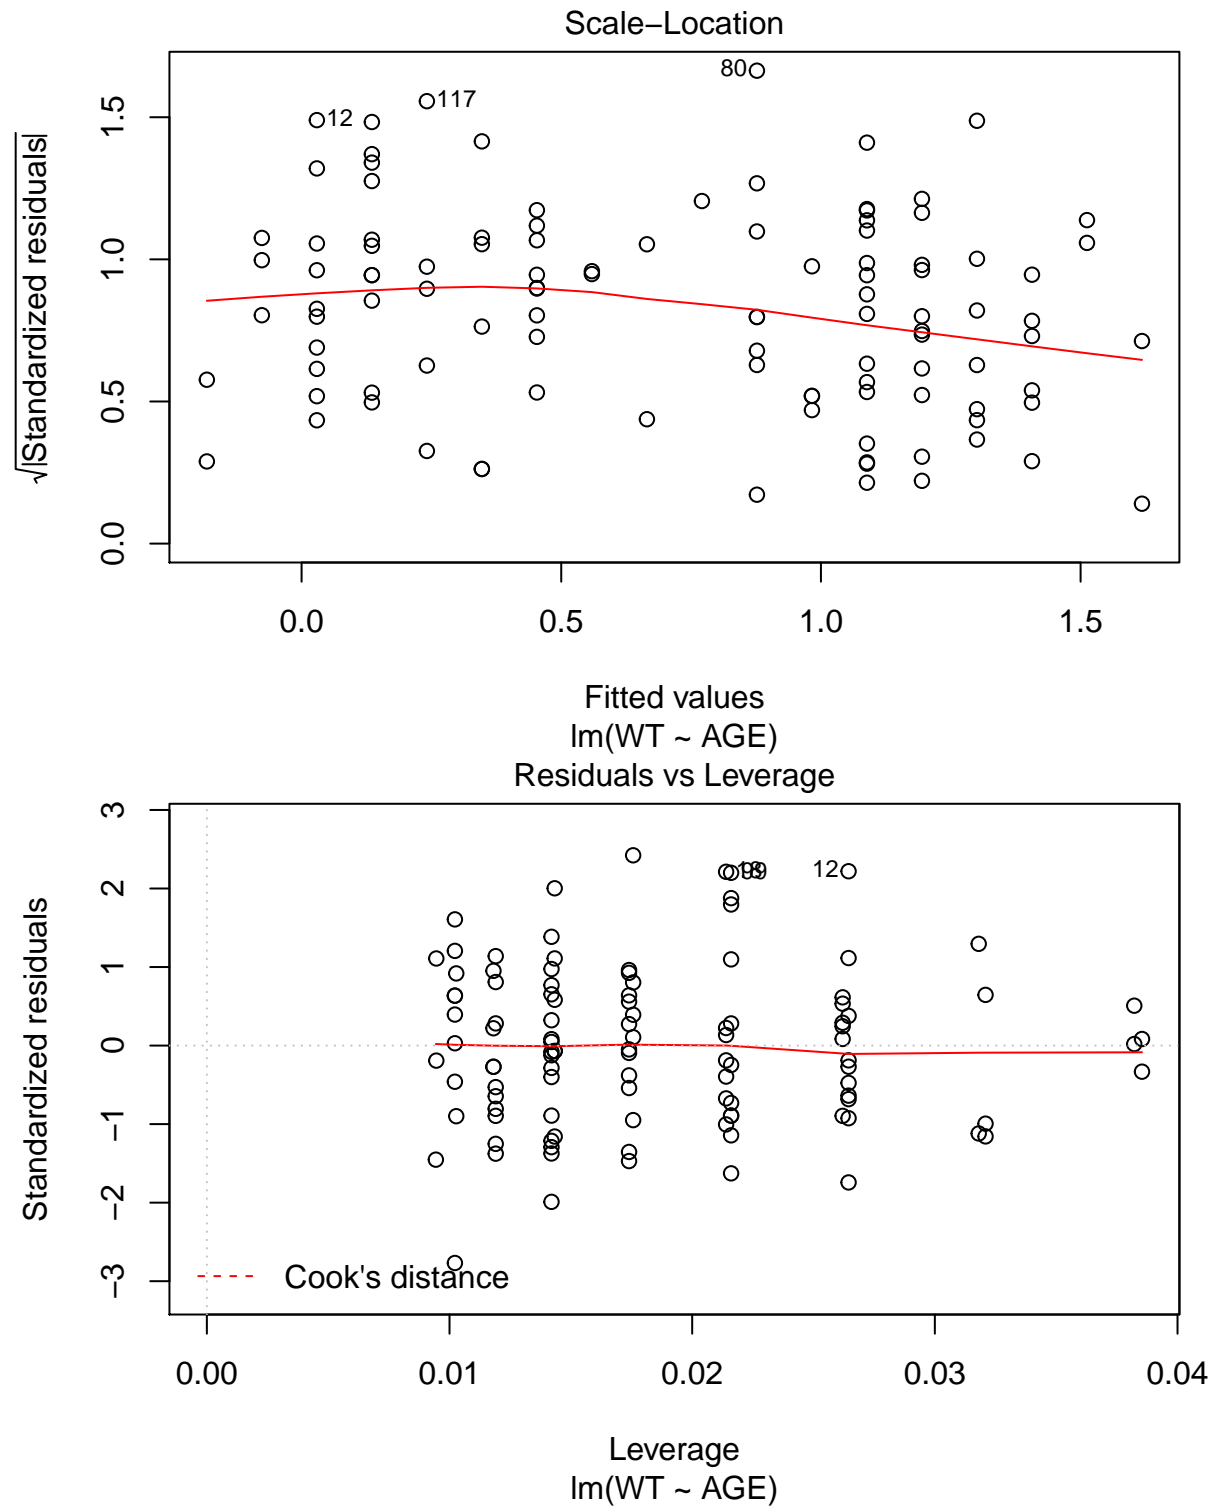 Scale−Location
80
117
12
√|Standardized residuals|
0.0 0.5 1.0 1.5
0.0 0.5 1.0 1.5
Fitted values
lm(WT ~ AGE)
Residuals vs Leverage
12
Standardized residuals
−3 −2 −1 0 1 2 3
Cook's distance
0.00 0.01 0.02 0.03 0.04
Leverage
lm(WT ~ AGE)